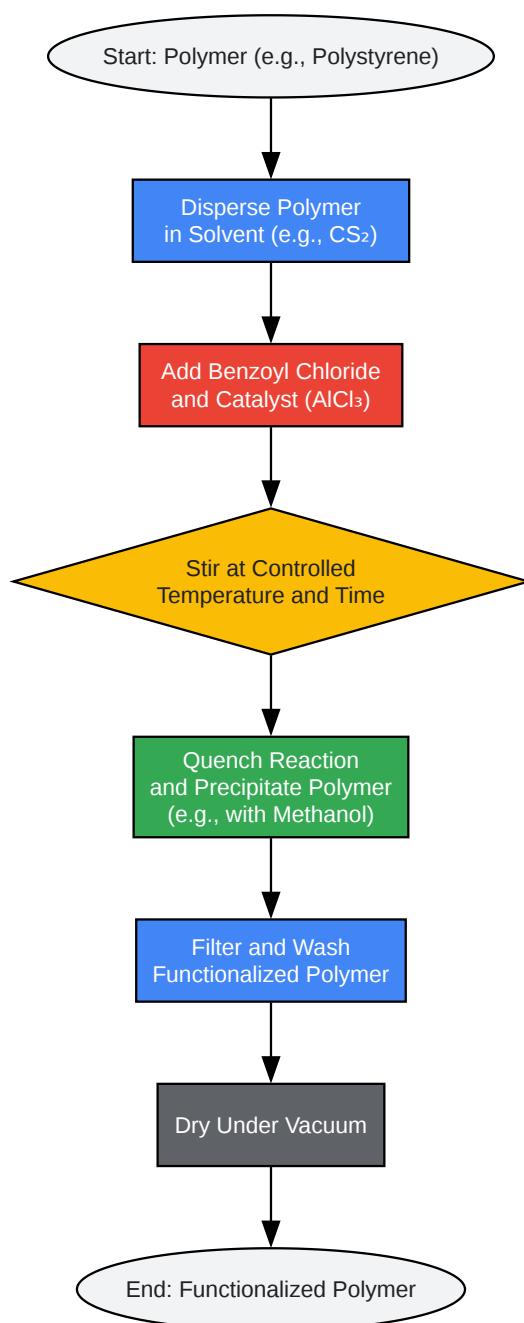 Start: Polymer (e.g., Polystyrene)
Disperse Polymer
in Solvent (e.g., CS₂)
Add Benzoyl Chloride
and Catalyst (AlCl₃)
Stir at Controlled
Temperature and Time
Quench Reaction
and Precipitate Polymer
(e.g., with Methanol)
Filter and Wash
Functionalized Polymer
Dry Under Vacuum
End: Functionalized Polymer